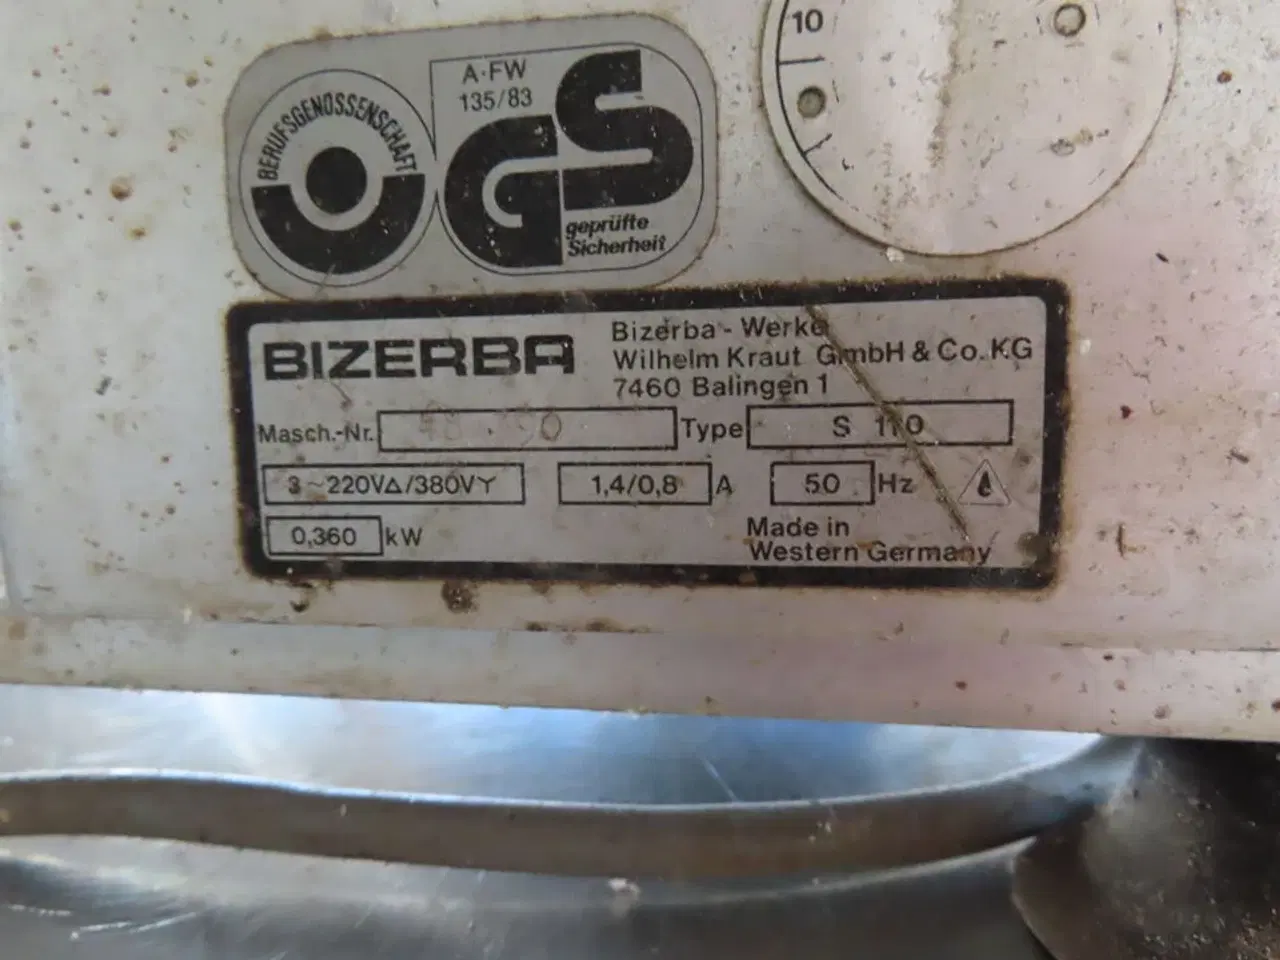 10
BERUFSGENOSSENSCHAFT
A·FW
135/83
GS
geprüfte
Sicherheit
BIZERBA
Bizerba - Werke
Wilhelm Kraut GmbH & Co. KG
7460 Balingen 1
Masch.-Nr.
Type S 110
3 ~220V△/380VY 1,4/0,8 A 50 Hz
0,360 kW
Made in
Western Germany